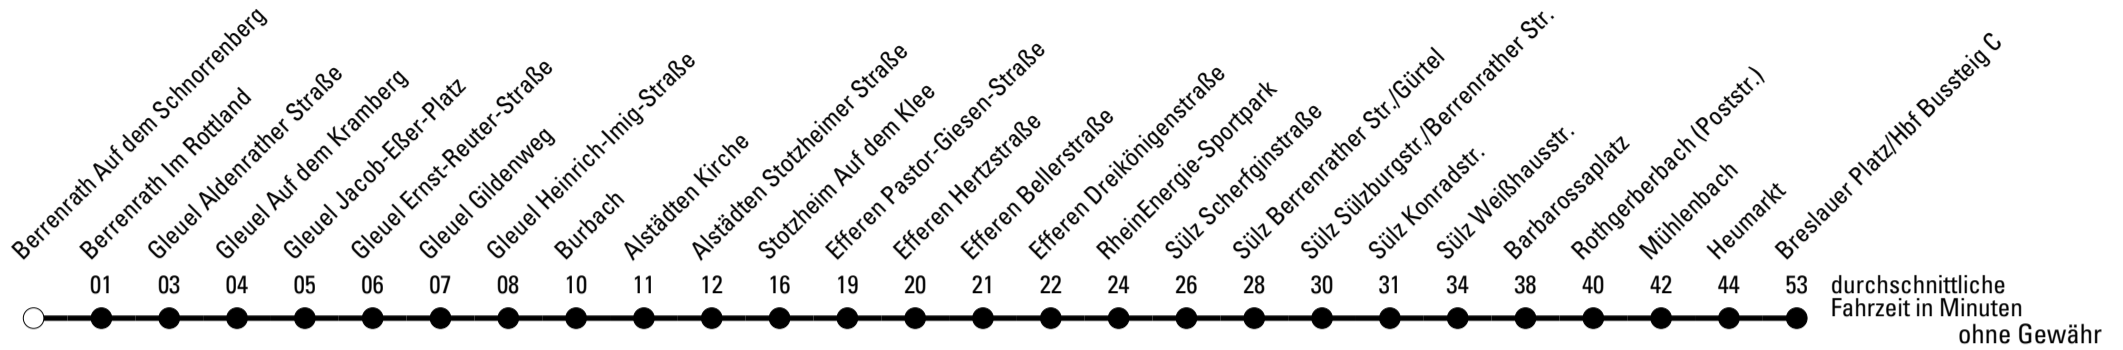 Berrenrath Auf dem Schnorrenberg
Berrenrath Im Rottland
Gleuel Aldenrather Straße
Gleuel Auf dem Kramberg
Gleuel Jacob-Eßer-Platz
Gleuel Ernst-Reuter-Straße
Gleuel Gildenweg
Gleuel Heinrich-Imig-Straße
Burbach
Alstädten Kirche
Alstädten Stotzheimer Straße
Stotzheim Auf dem Klee
Efferen Pastor-Giesen-Straße
Efferen Hertzstraße
Efferen Bellerstraße
Efferen Dreikönigenstraße
RheinEnergie-Sportpark
Sülz Scherfginstraße
Sülz Berrenrather Str./Gürtel
Sülz Sülzburgstr./Berrenrather Str.
Sülz Konradstr.
Sülz Weißhausstr.
Barbarossaplatz
Rothgerberbach (Poststr.)
Mühlenbach
Heumarkt
Breslauer Platz/Hbf Bussteig C
01 03 04 05 06 07 08 10 11 12 16 19 20 21 22 24 26 28 30 31 34 38 40 42 44 53 durchschnittliche
Fahrzeit in Minuten
ohne Gewähr